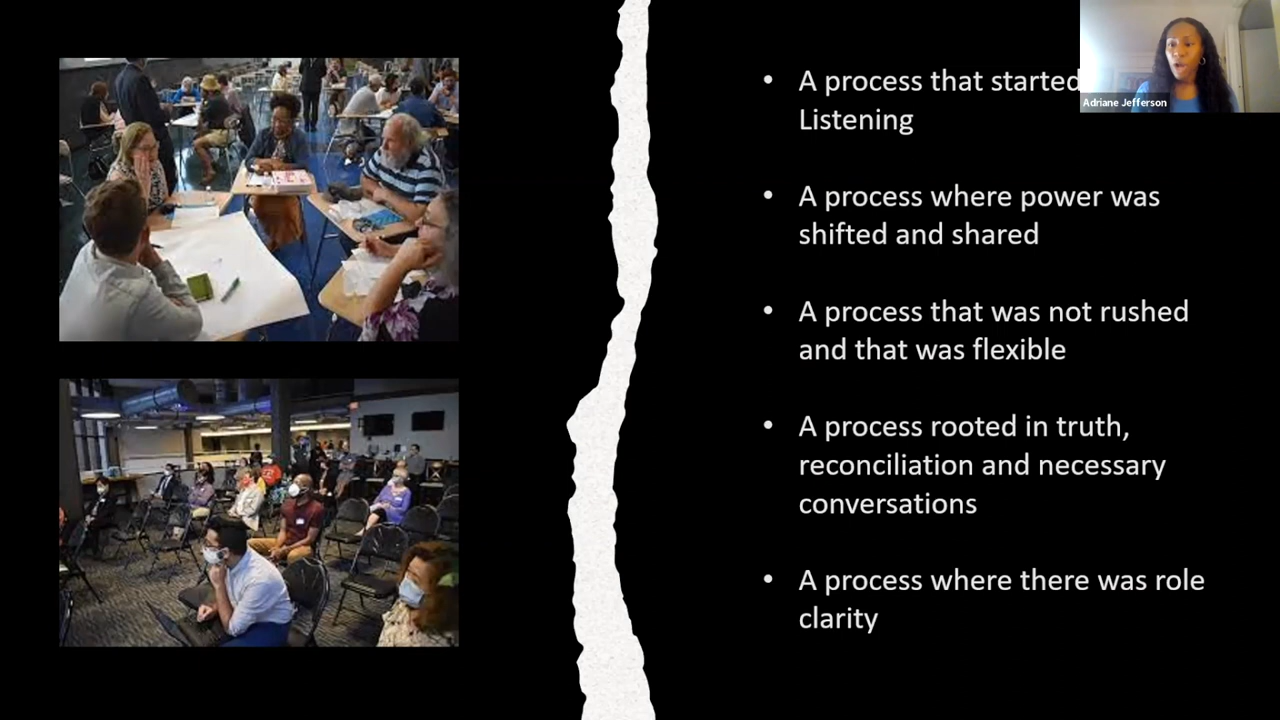 • A process that started
Listening
Adriane Jefferson
• A process where power was
shifted and shared
• A process that was not rushed
and that was flexible
• A process rooted in truth,
reconciliation and necessary
conversations
• A process where there was role
clarity